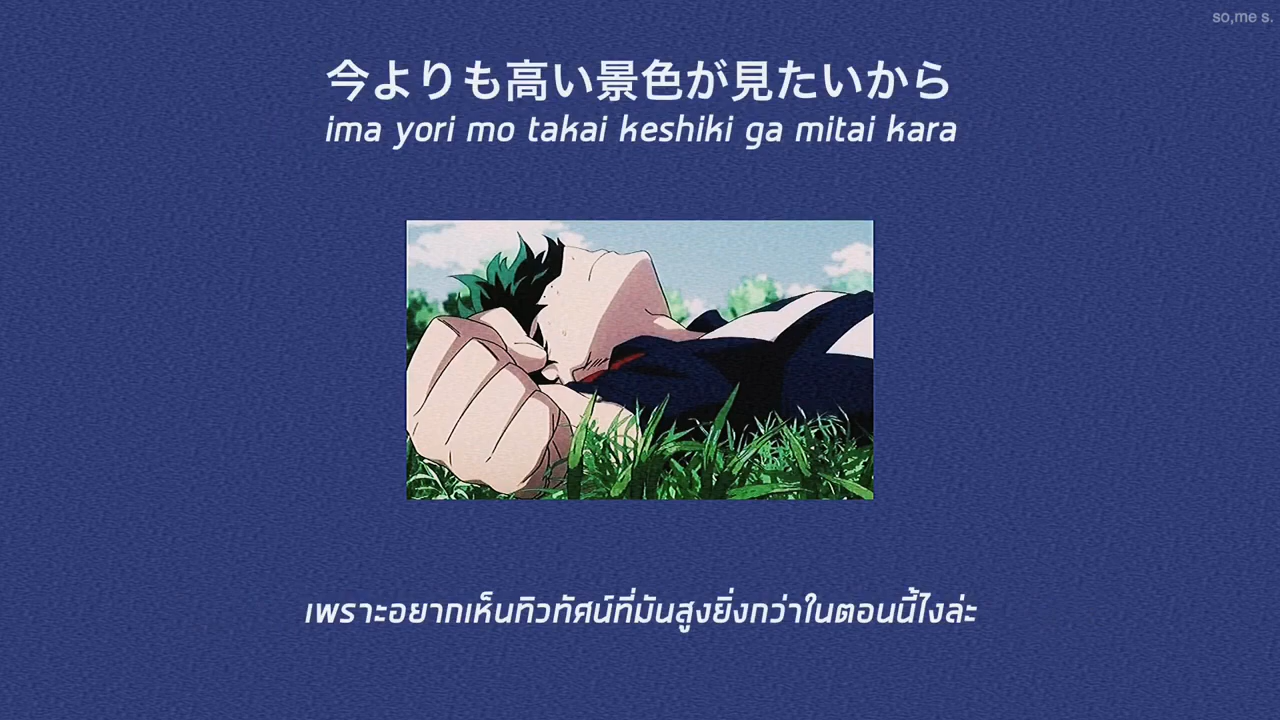 so,me s.
今よりも高い景色が見たいから
ima yori mo takai keshiki ga mitai kara
เพราะอยากเห็นทิวทัศน์ที่มันสูงยิ่งกว่าในตอนนี้ไงล่ะ